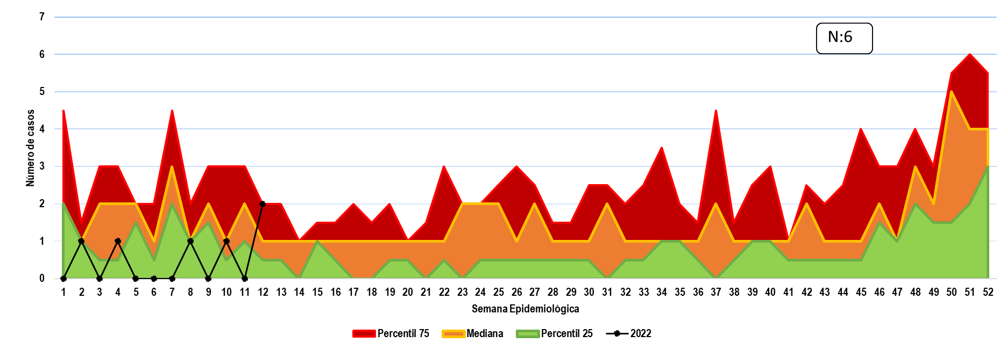 7
N:6
6
5
4
3
2
1
0
Número de casos
1 2 3 4 5 6 7 8 9 10 11 12 13 14 15 16 17 18 19 20 21 22 23 24 25 26 27 28 29 30 31 32 33 34 35 36 37 38 39 40 41 42 43 44 45 46 47 48 49 50 51 52
Semana Epidemiológica
Percentil 75 Mediana Percentil 25 2022